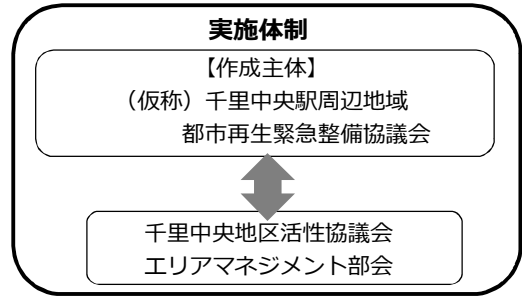 実施体制
【作成主体】
（仮称）千里中央駅周辺地域
都市再生緊急整備協議会
千里中央地区活性協議会
エリアマネジメント部会